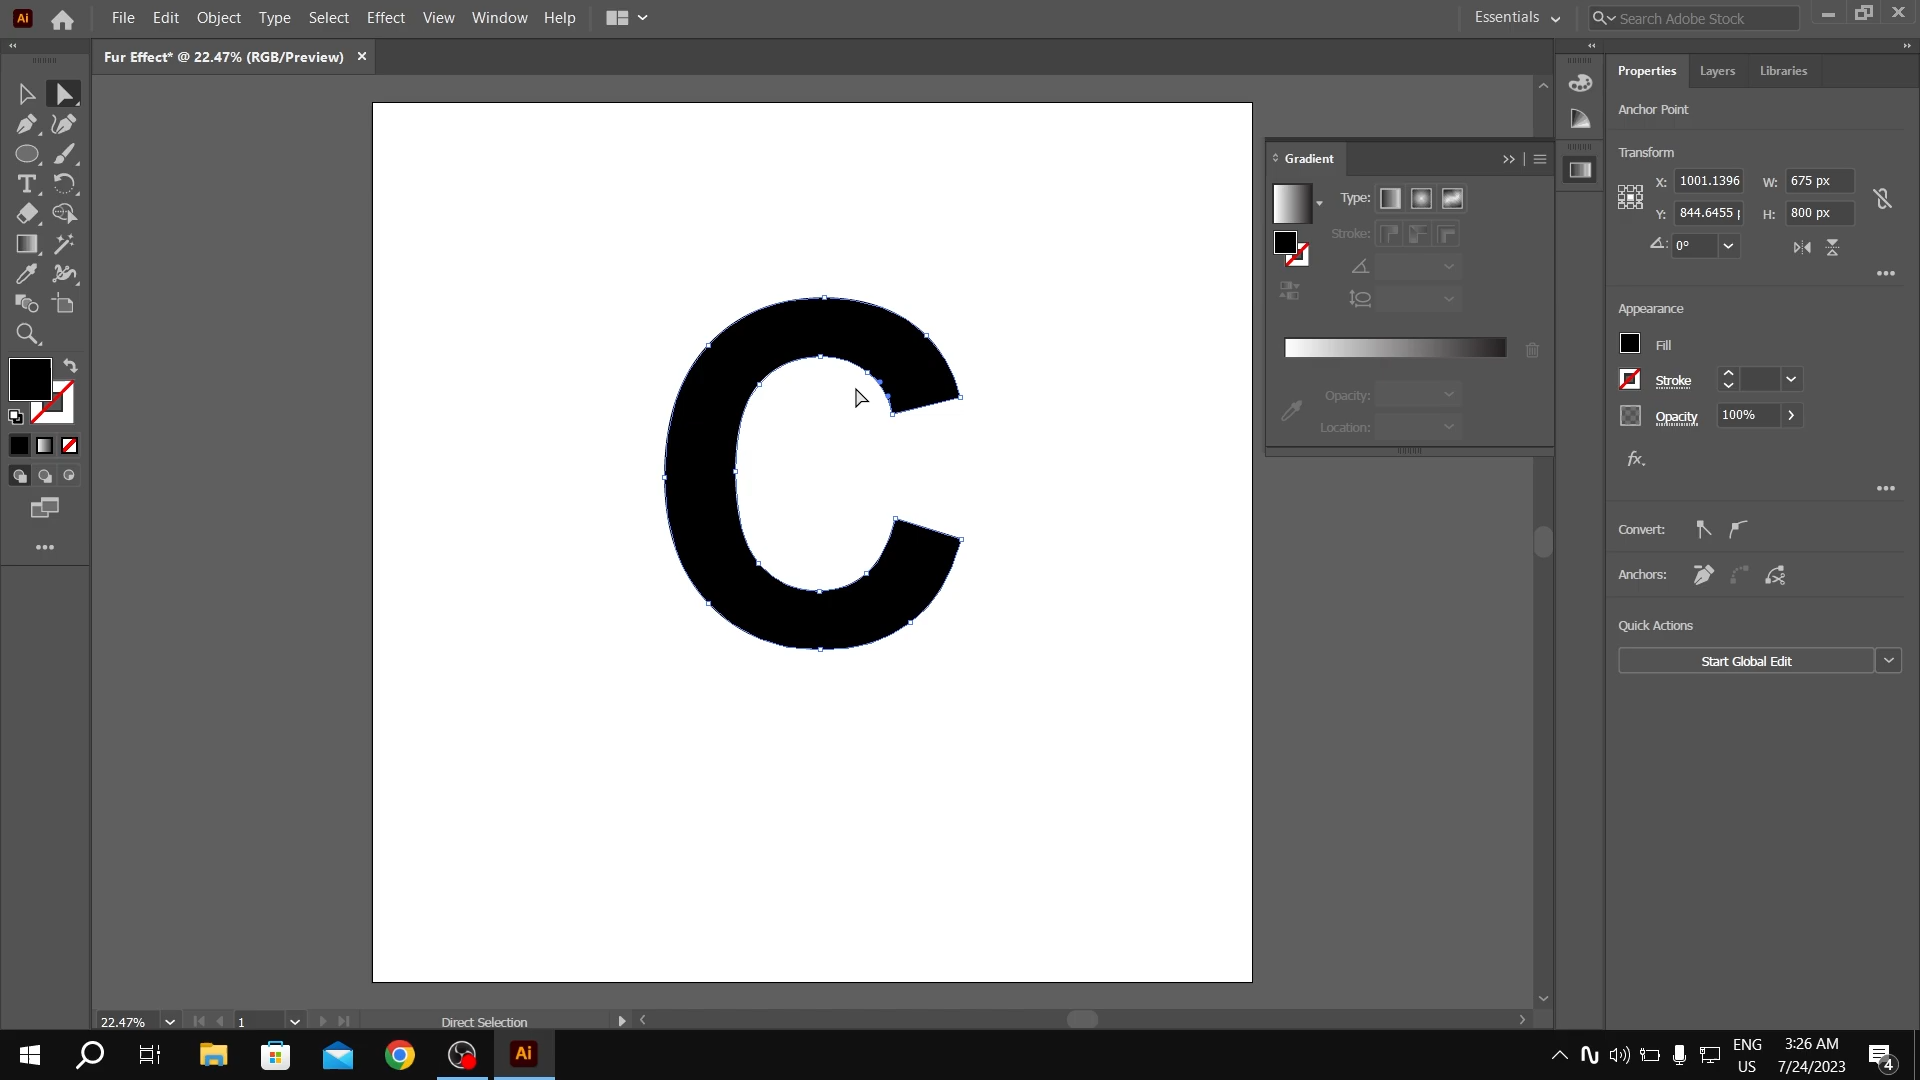 Ai File Edit Object Type Select Effect View Window Help Essentials Search Adobe Stock
Fur Effect* @ 22.47% (RGB/Preview) ×
Properties Layers Libraries
Anchor Point
Transform
X: 1001.1396 W: 675 px
Y: 844.6455 p H: 800 px
0°
Appearance
Fill
Stroke
Opacity 100%
fx.
Convert:
Anchors:
Quick Actions
Start Global Edit
Gradient
Type:
Stroke:
Opacity:
Location:
C
22.47% 1 Direct Selection
Ai
ENG
US
3:26 AM
7/24/2023
4